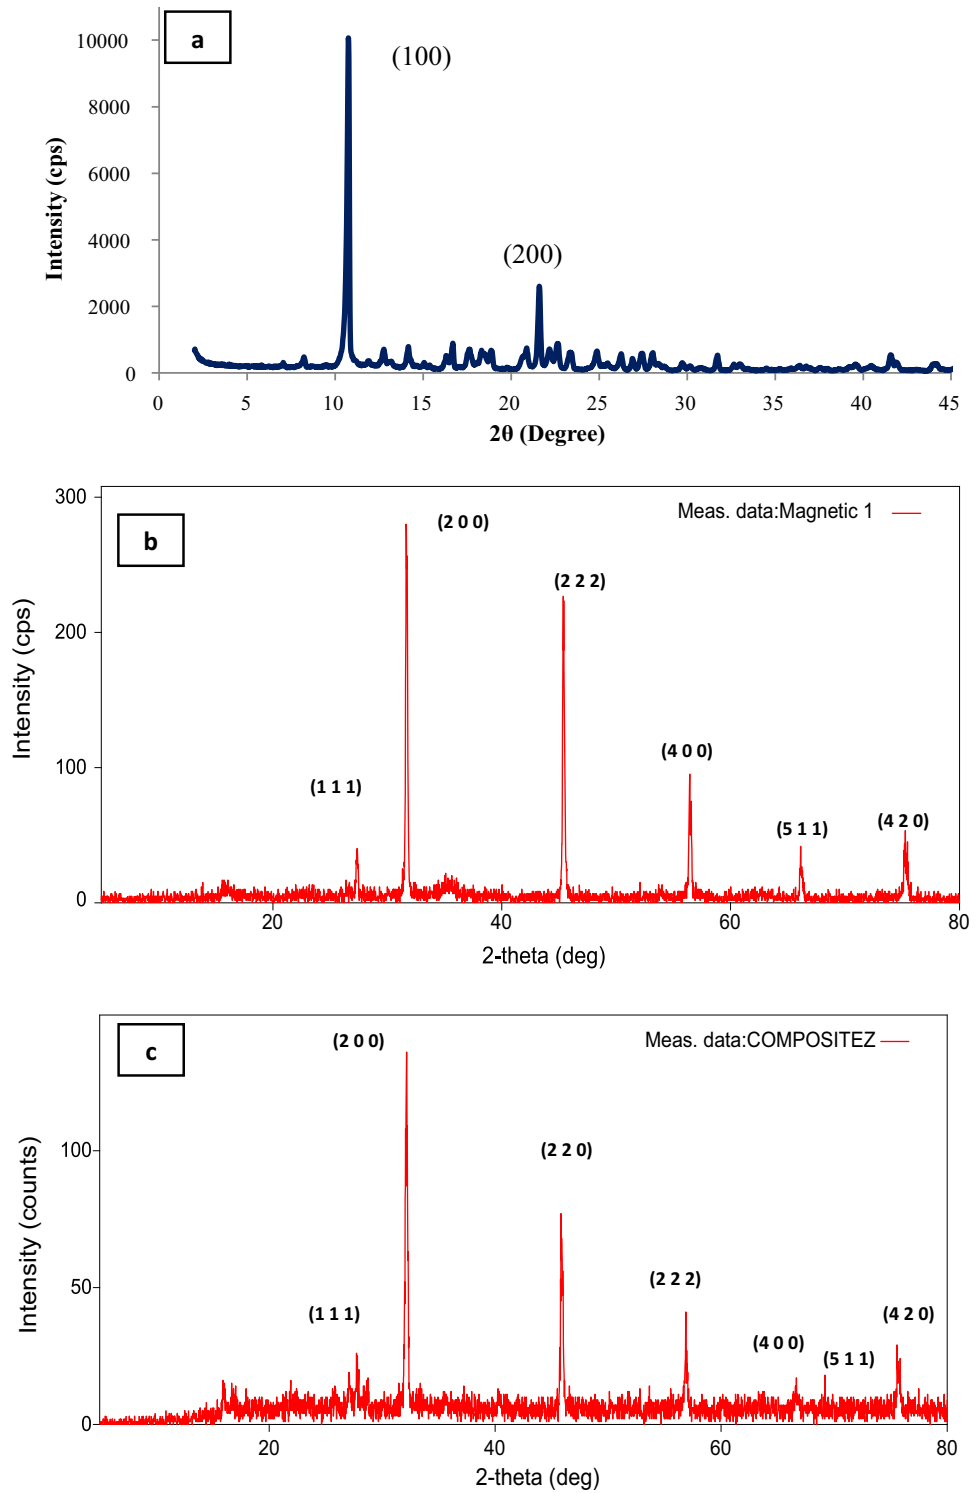 a
10000
(100)
8000
6000
Intensity (cps)
4000
(200)
2000
0
0 5 10 15 20 25 30 35 40 45
2θ (Degree)
300
Meas. data:Magnetic 1
b
(2 0 0)
(2 2 2)
200
Intensity (cps)
(4 0 0)
100
(1 1 1)
(5 1 1)
(4 2 0)
0
20 40 60 80
2-theta (deg)
c
(2 0 0)
Meas. data:COMPOSITEZ
100
(2 2 0)
Intensity (counts)
50
(2 2 2)
(1 1 1)
(4 0 0)
(5 1 1)
(4 2 0)
0
20 40 60 80
2-theta (deg)